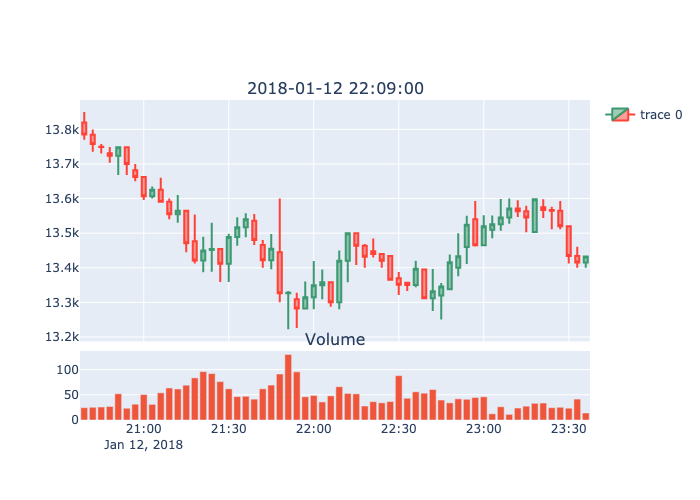 2018-01-12 22:09:00
trace 0
13.8k
13.7k
13.6k
13.5k
13.4k
13.3k
13.2k
Volume
100
50
0
21:00 21:30 22:00 22:30 23:00 23:30
Jan 12, 2018